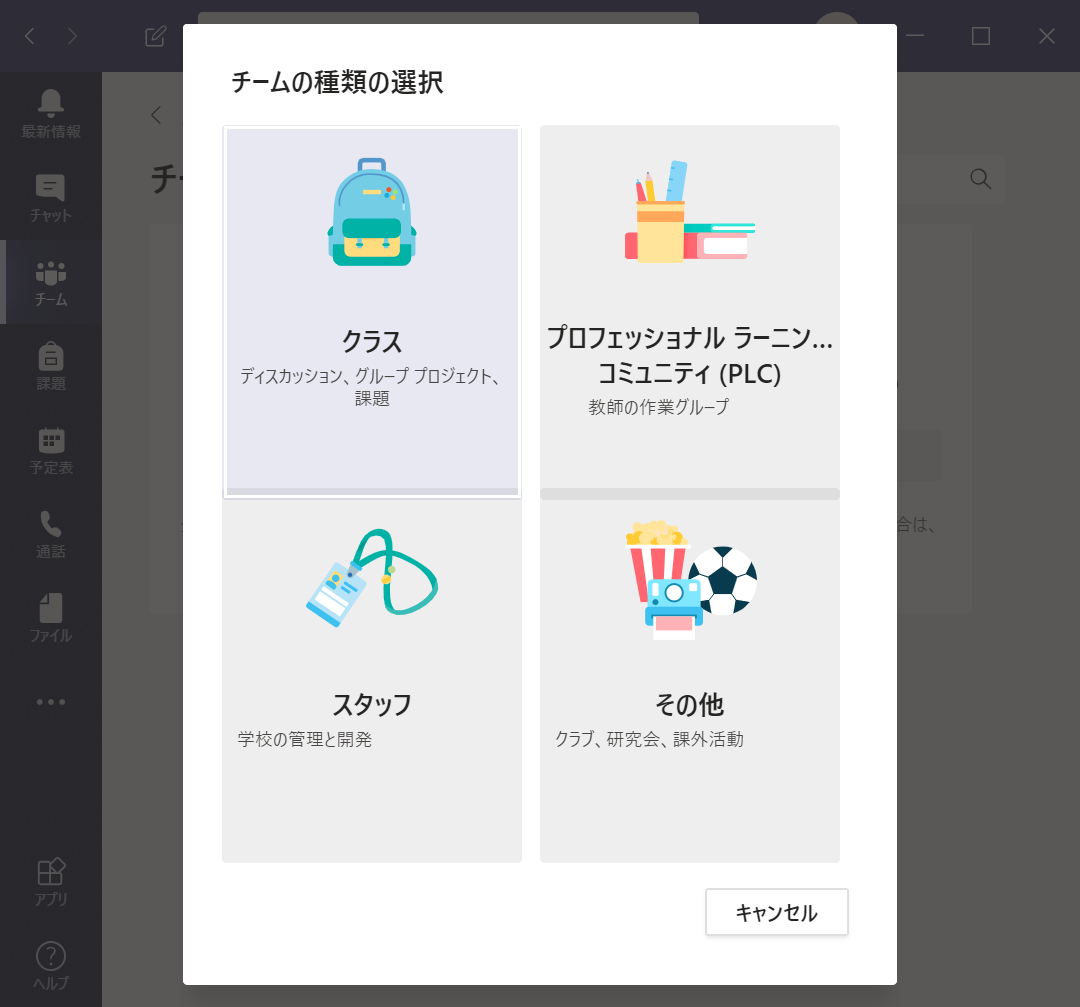 チームの種類の選択
最新情報
チャット
チーム
課題
予定表
通話
ファイル
アプリ
ヘルプ
チー
クラス
ディスカッション、グループ プロジェクト、
課題
プロフェッショナル ラーニン...
コミュニティ (PLC)
教師の作業グループ
合は、
スタッフ
学校の管理と開発
その他
クラブ、研究会、課外活動
キャンセル